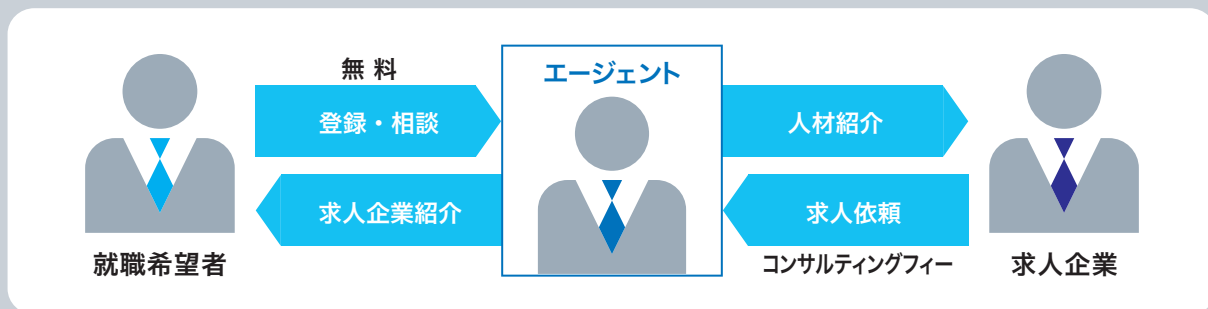 無料
エージェント
登録・相談
人材紹介
求人企業紹介
求人依頼
就職希望者
コンサルティングフィー
求人企業